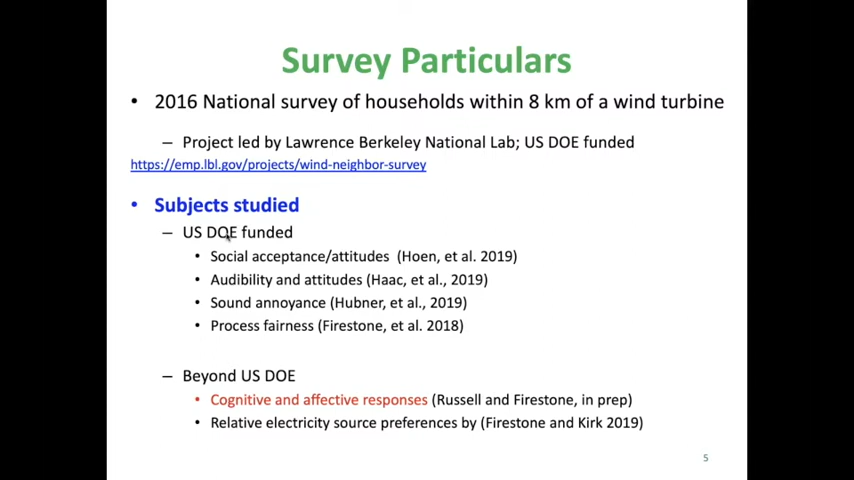 Survey Particulars
• 2016 National survey of households within 8 km of a wind turbine
– Project led by Lawrence Berkeley National Lab; US DOE funded
https://emp.lbl.gov/projects/wind-neighbor-survey
• Subjects studied
– US DOE funded
• Social acceptance/attitudes (Hoen, et al. 2019)
• Audibility and attitudes (Haac, et al., 2019)
• Sound annoyance (Hubner, et al., 2019)
• Process fairness (Firestone, et al. 2018)
– Beyond US DOE
• Cognitive and affective responses (Russell and Firestone, in prep)
• Relative electricity source preferences by (Firestone and Kirk 2019)
5